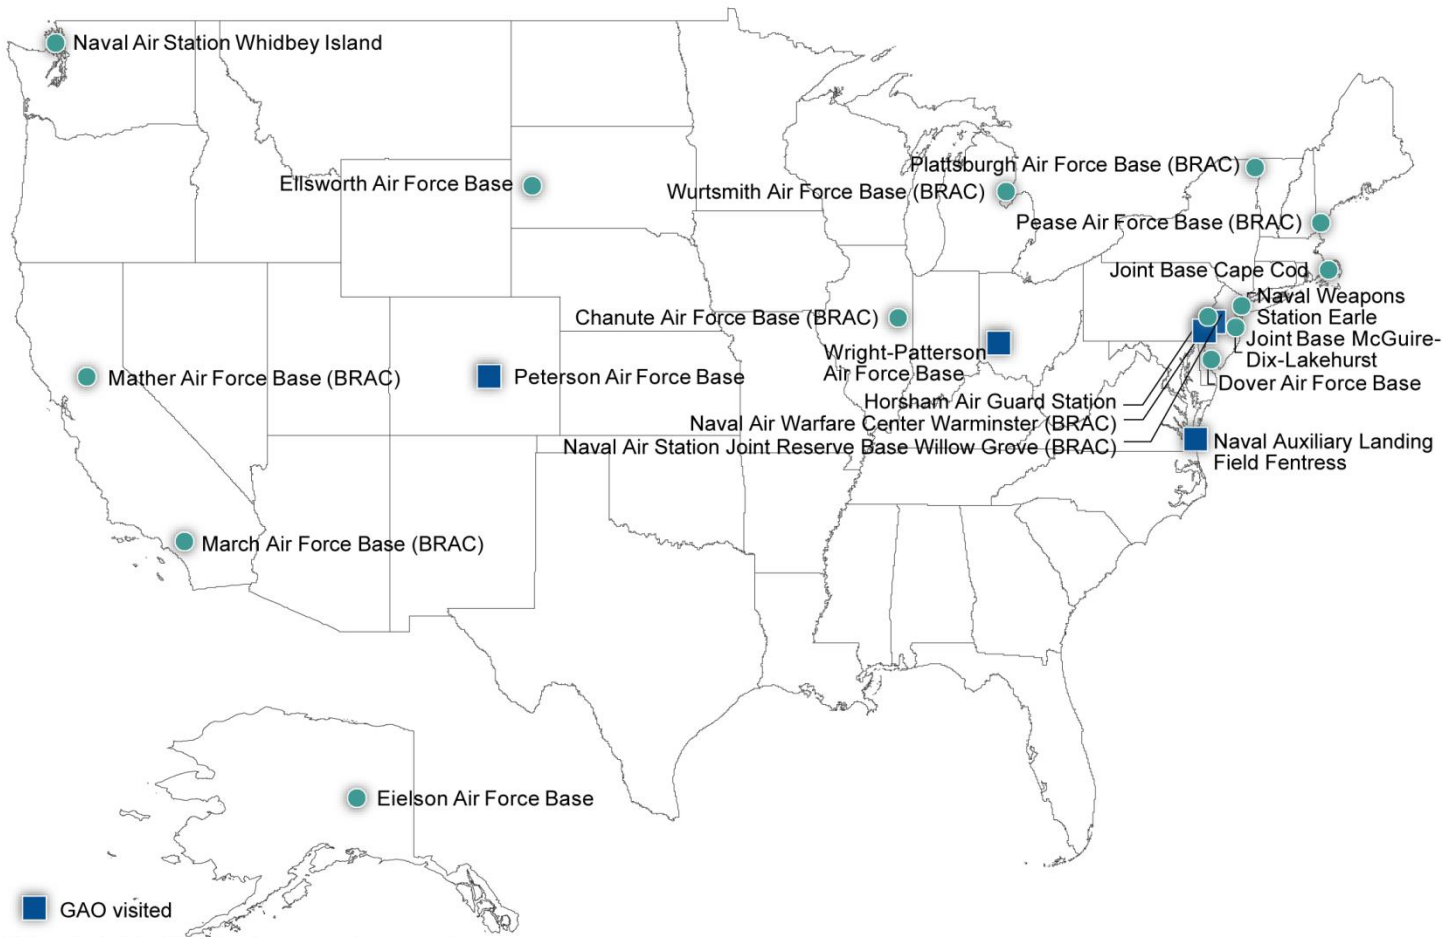 Naval Air Station Whidbey Island
Plattsburgh Air Force Base (BRAC)
Ellsworth Air Force Base
Wurtsmith Air Force Base (BRAC)
Pease Air Force Base (BRAC)
Joint Base Cape Cod
Naval Weapons
Station Earle
Chanute Air Force Base (BRAC)
Joint Base McGuire-
Dix-Lakehurst
Wright-Patterson
Air Force Base
Mather Air Force Base (BRAC)
Peterson Air Force Base
Dover Air Force Base
Horsham Air Guard Station
Naval Air Warfare Center Warminster (BRAC)
Naval Air Station Joint Reserve Base Willow Grove (BRAC)
Naval Auxiliary Landing
Field Fentress
March Air Force Base (BRAC)
Eielson Air Force Base
GAO visited